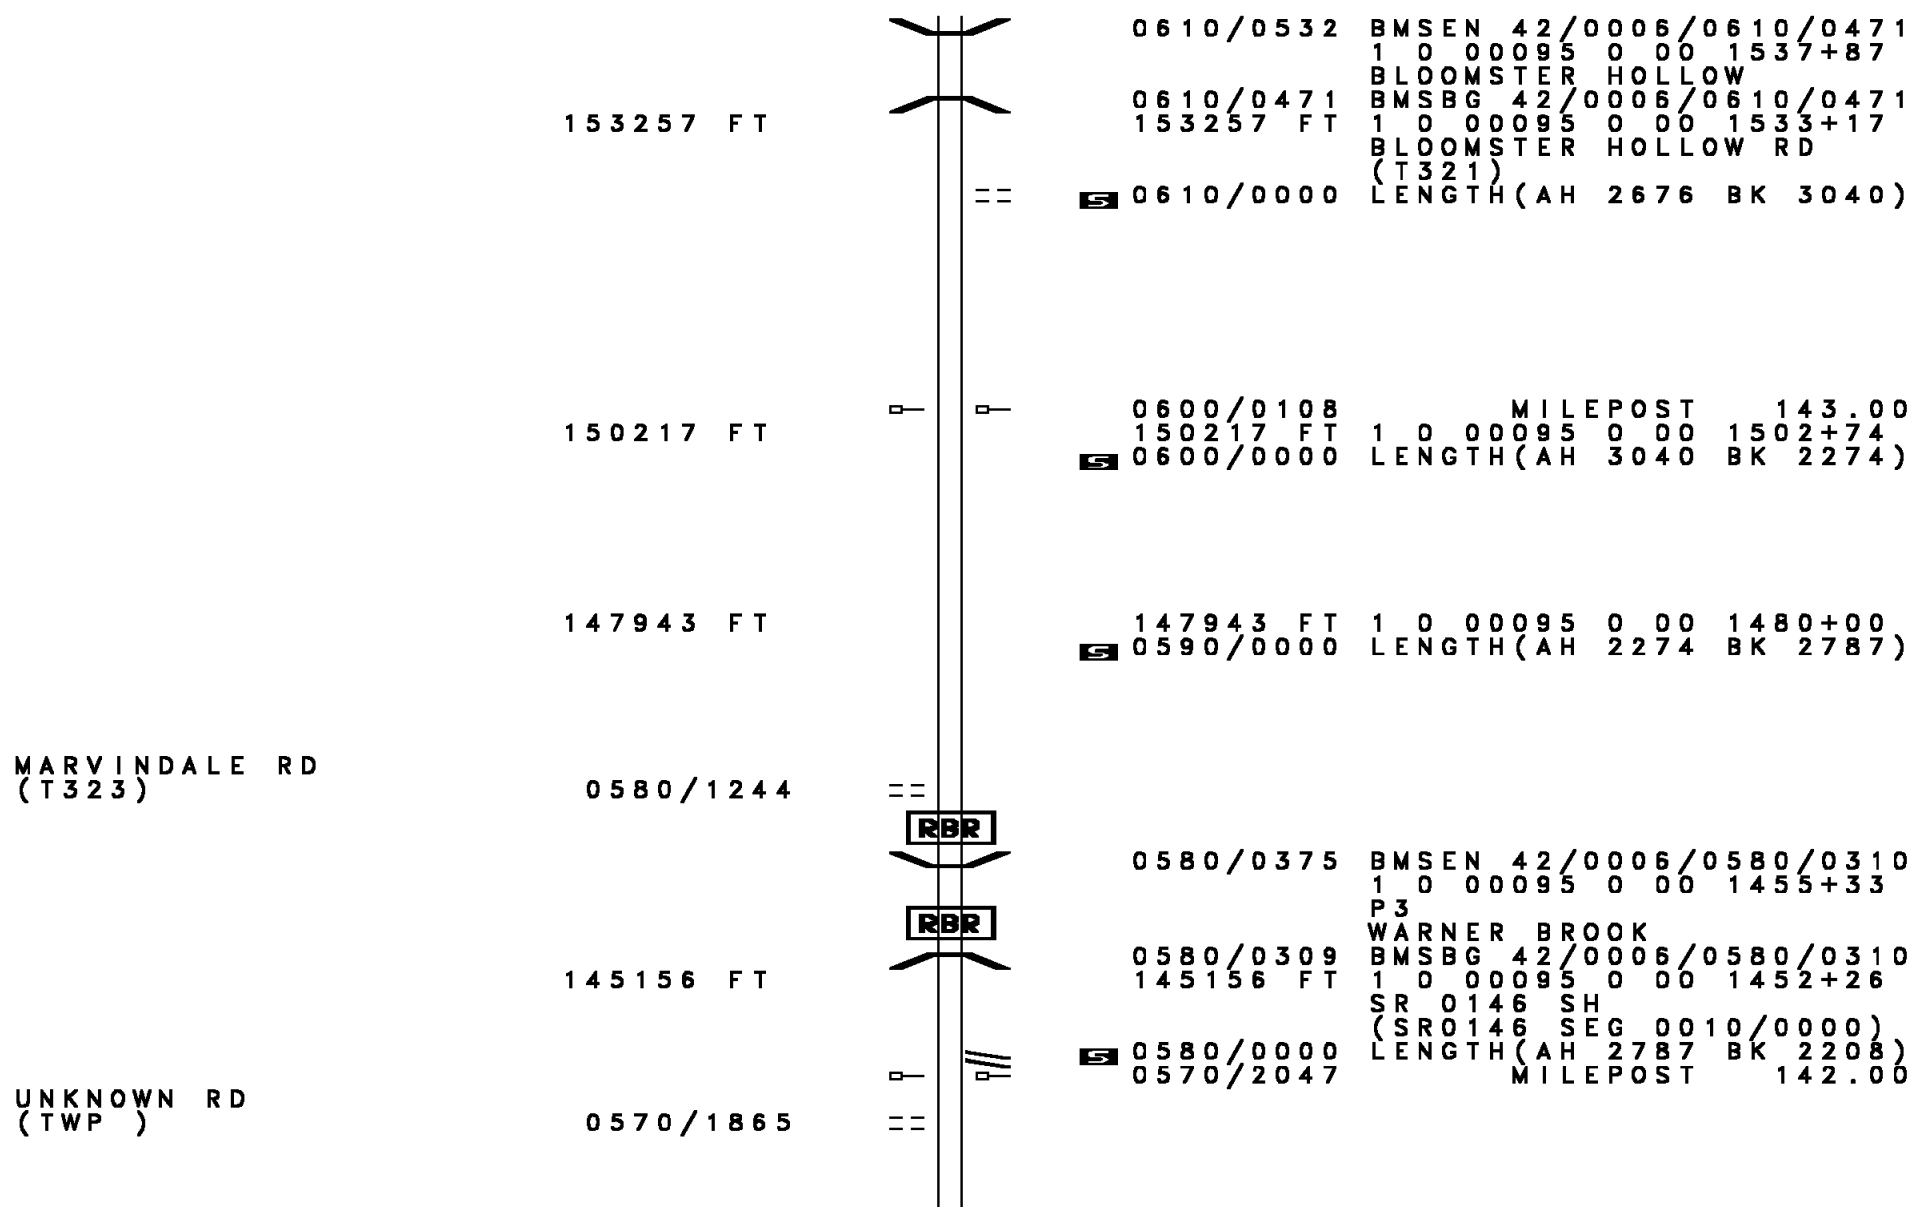 0610/0532 BMSEN 42/0006/0610/0471
1 0 00095 0 00 1537+87
BLOOMSTER HOLLOW
0610/0471 BMSBG 42/0006/0610/0471
153257 FT 153257 FT 1 0 00095 0 00 1533+17
BLOOMSTER HOLLOW RD
(T321)
S 0610/0000 LENGTH(AH 2676 BK 3040)
0600/0108 MILEPOST 143.00
150217 FT 150217 FT 1 0 00095 0 00 1502+74
S 0600/0000 LENGTH(AH 3040 BK 2274)
147943 FT 147943 FT 1 0 00095 0 00 1480+00
S 0590/0000 LENGTH(AH 2274 BK 2787)
MARVINDALE RD
(T323) 0580/1244
RBR
0580/0375 BMSEN 42/0006/0580/0310
1 0 00095 0 00 1455+33
P3
RBR
WARNER BROOK
0580/0309 BMSBG 42/0006/0580/0310
145156 FT 145156 FT 1 0 00095 0 00 1452+26
SR 0146 SH
(SR0146 SEG 0010/0000)
S 0580/0000 LENGTH(AH 2787 BK 2208)
0570/2047 MILEPOST 142.00
UNKNOWN RD
(TWP ) 0570/1865